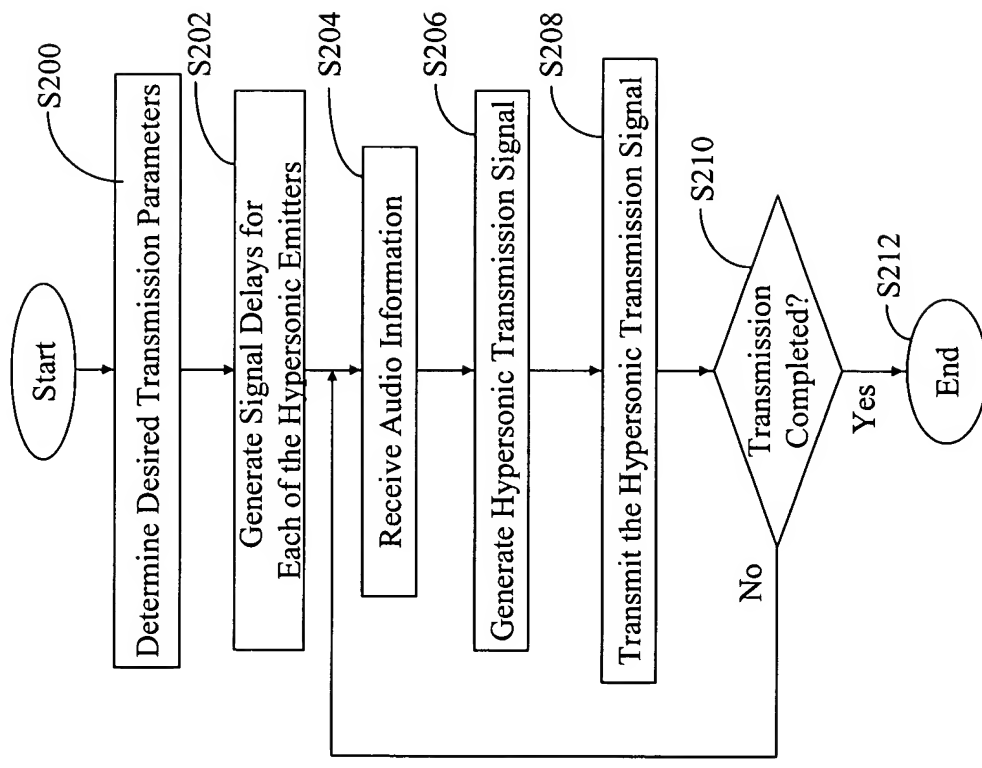 Start
S200
Determine Desired Transmission Parameters
S202
Generate Signal Delays for
Each of the Hypersonic Emitters
S204
Receive Audio Information
S206
Generate Hypersonic Transmission Signal
S208
Transmit the Hypersonic Transmission Signal
S210
Transmission
Completed?
No
Yes
S212
End